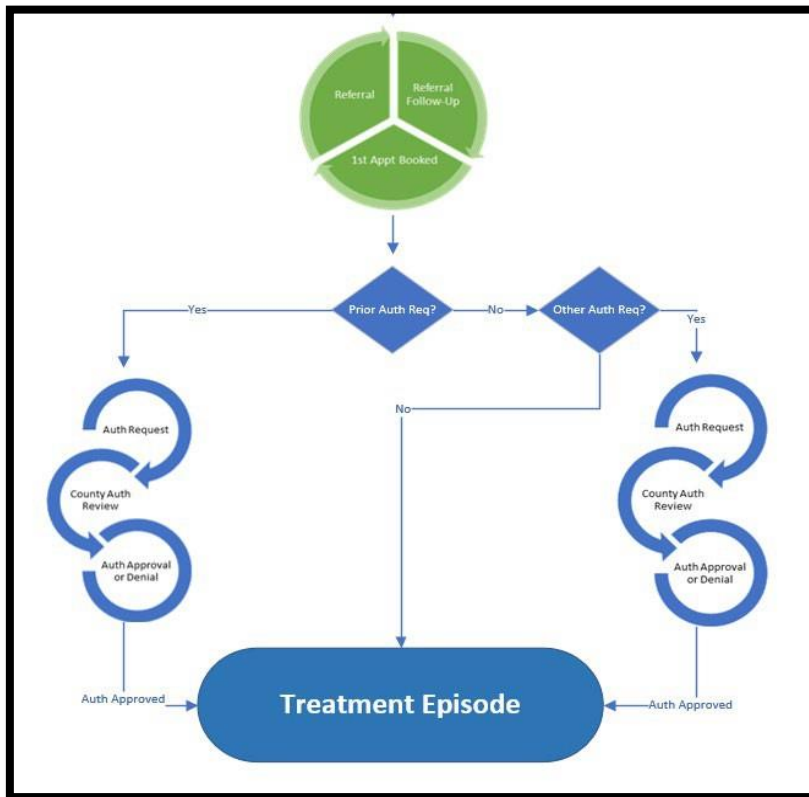 Referral
Referral
Follow-Up
1st Appt Booked
Prior Auth Req?
No
Other Auth Req?
Yes
Yes
No
Auth Request
County Auth
Review
Auth Approval
or Denial
Auth Request
County Auth
Review
Auth Approval
or Denial
Auth Approved
Treatment Episode
Auth Approved